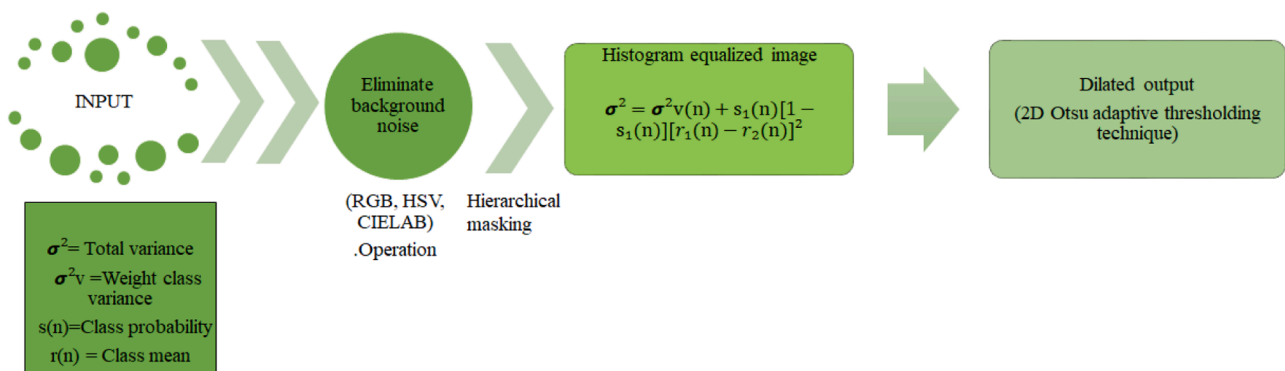 INPUT
Eliminate
background
noise
(RGB, HSV,
CIELAB)
.Operation
Hierarchical
masking
Histogram equalized image
𝝈² = 𝝈²v(n) + s₁(n)[1 −
s₁(n)][r₁(n) − r₂(n)]²
Dilated output
(2D Otsu adaptive thresholding
technique)
𝝈²= Total variance
𝝈²v =Weight class
variance
s(n)=Class probability
r(n) = Class mean